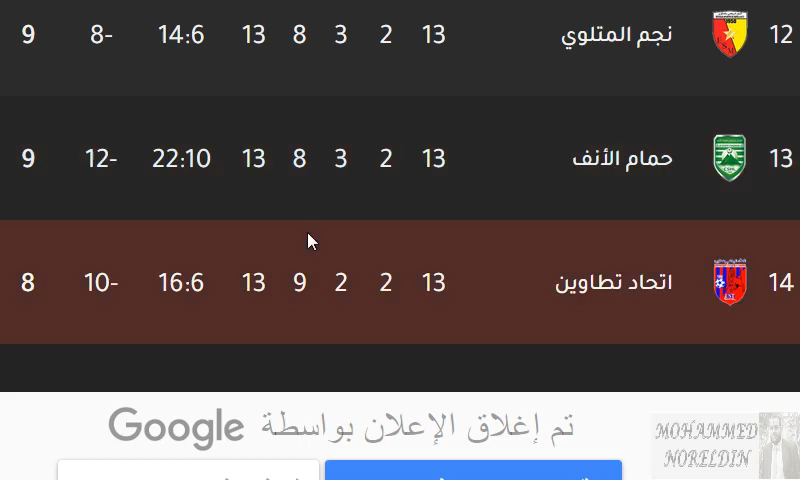 12 نجم المتلوي 13 2 3 8 13 14:6 8- 9
13 حمام الأنف 13 2 3 8 13 22:10 12- 9
14 اتحاد تطاوين 13 2 2 9 13 16:6 10- 8
تم إغلاق الإعلان بواسطة Google
MOHAMMED
NORELDIN